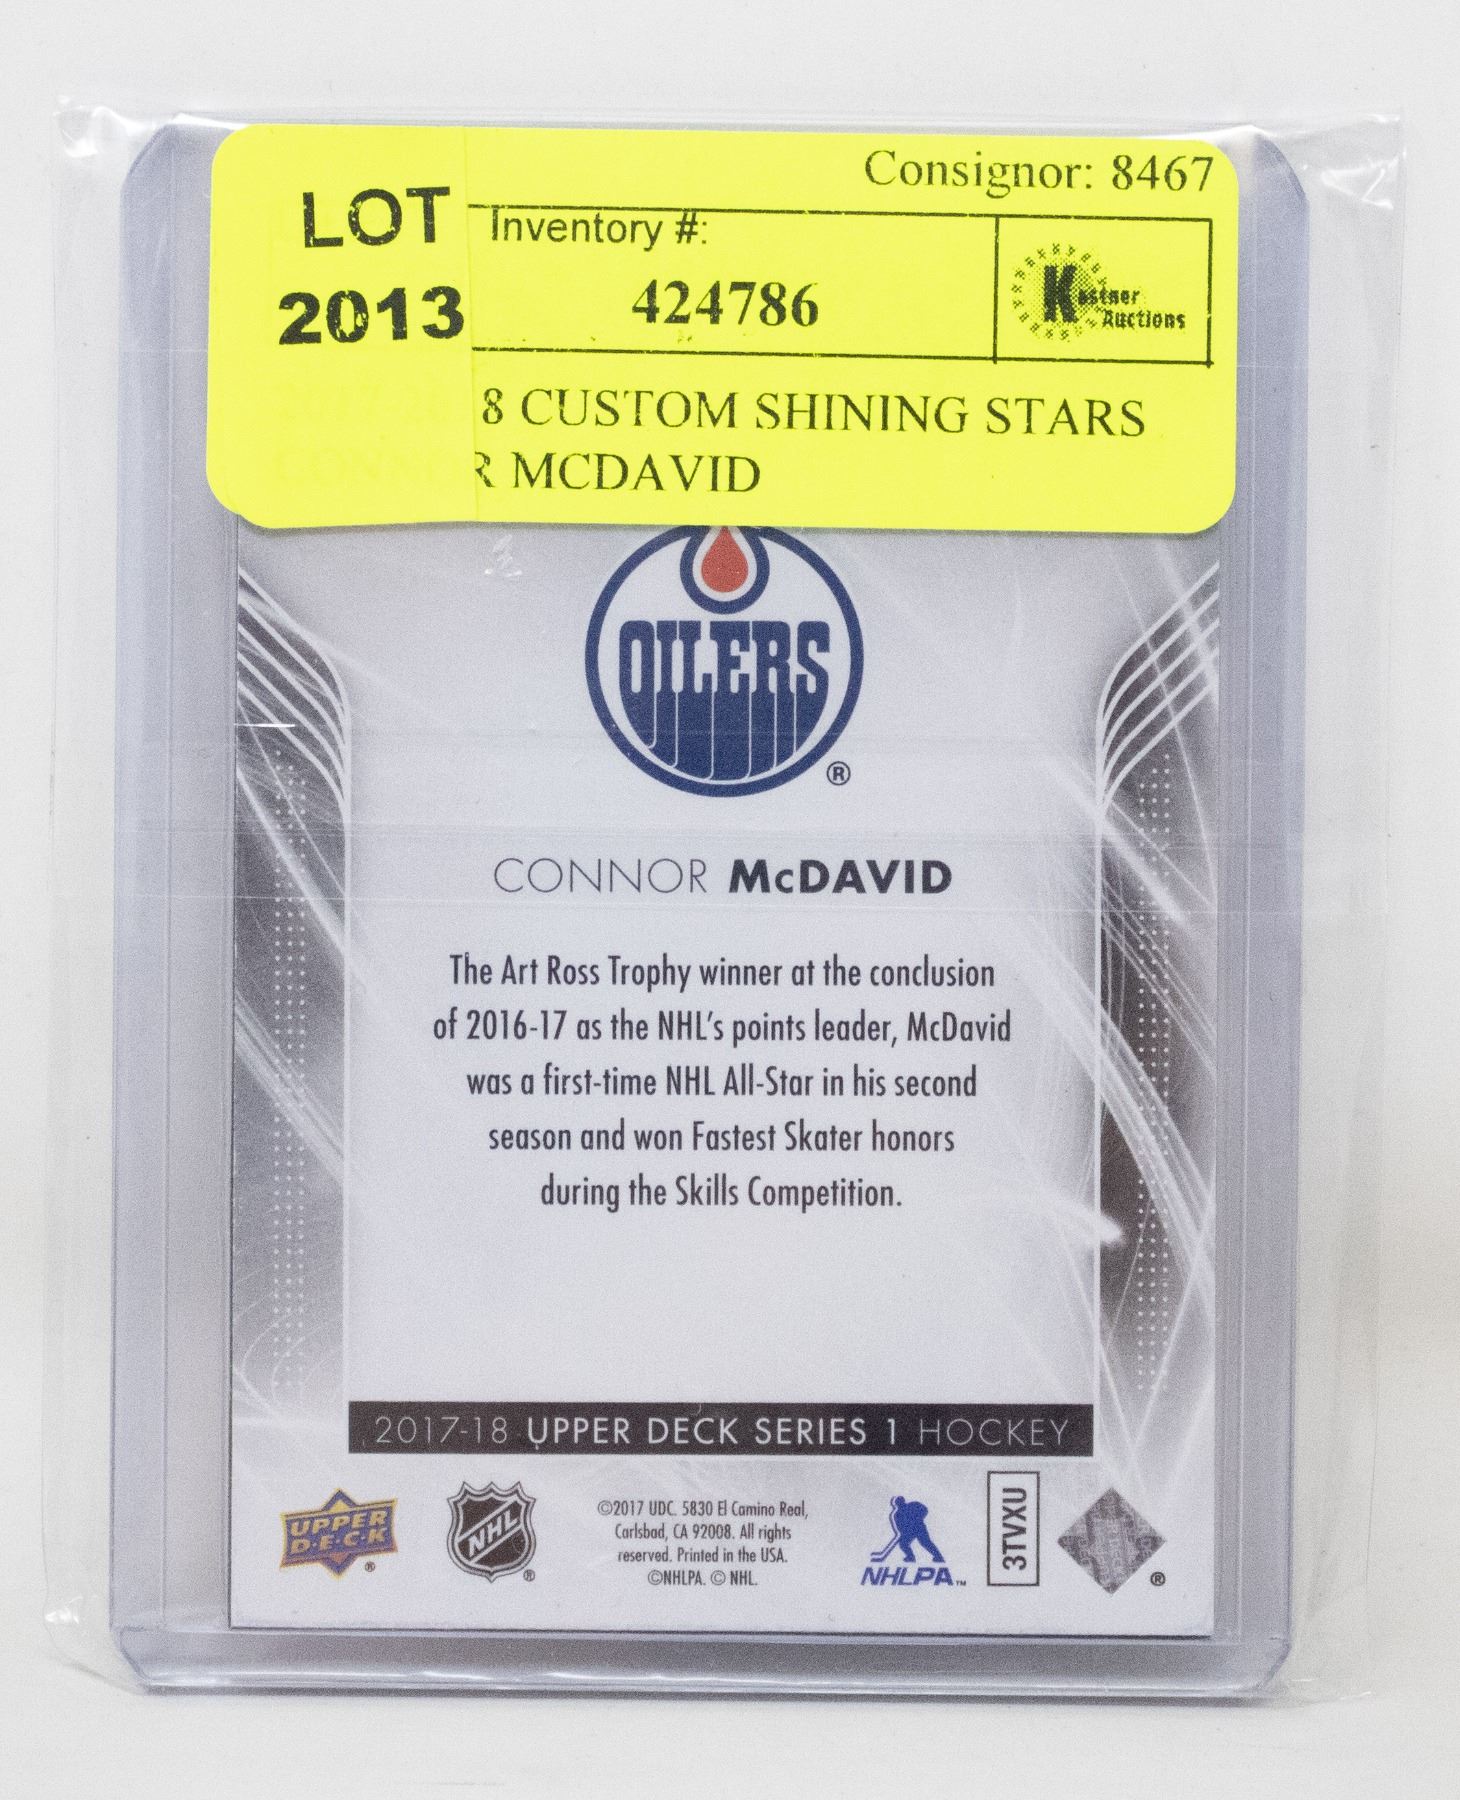 Consignor: 8467
LOT
2013
Inventory #:
424786
Kastner
Auctions
8 CUSTOM SHINING STARS
CONNOR MCDAVID
OILERS
®
CONNOR McDAVID
The Art Ross Trophy winner at the conclusion
of 2016-17 as the NHL's points leader, McDavid
was a first-time NHL All-Star in his second
season and won Fastest Skater honors
during the Skills Competition.
2017-18 UPPER DECK SERIES 1 HOCKEY
UPPER
D·E·C·K
®
NHL
®
©2017 UDC. 5830 El Camino Real,
Carlsbad, CA 92008. All rights
reserved. Printed in the USA.
©NHLPA. © NHL.
NHLPA™
3TVXU
®